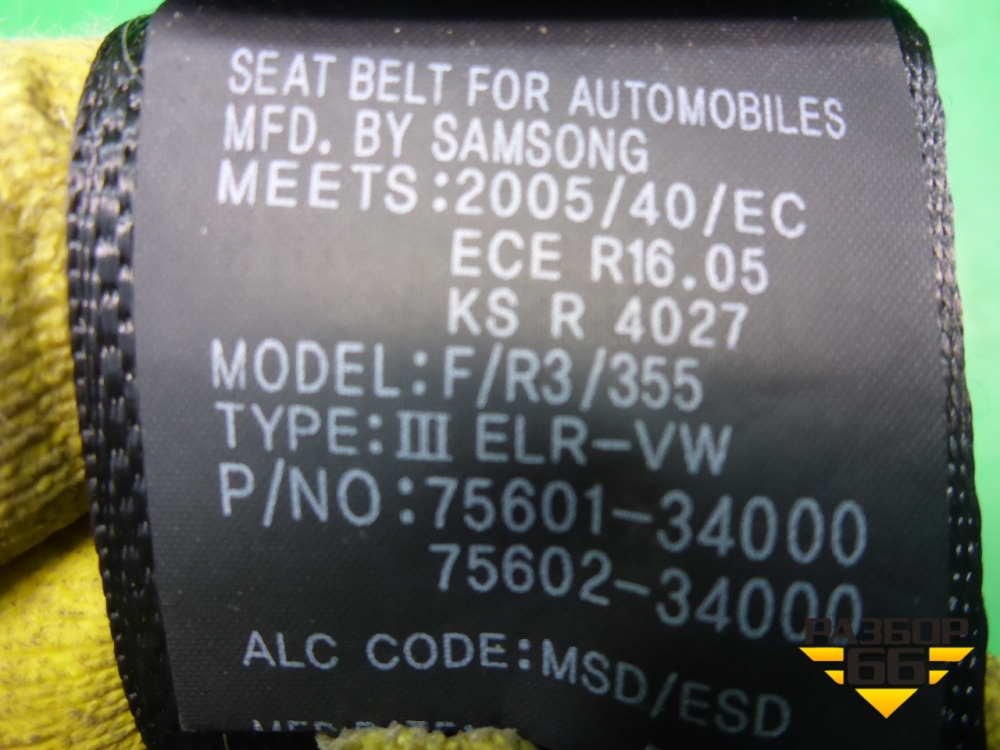 SEAT BELT FOR AUTOMOBILES
MFD. BY SAMSONG
MEETS:2005/40/EC
ECE R16.05
KS R 4027
MODEL:F/R3/355
TYPE:III ELR-VW
P/NO:75601-34000
75602-34000
ALC CODE:MSD/ESD
РАЗБОР
66